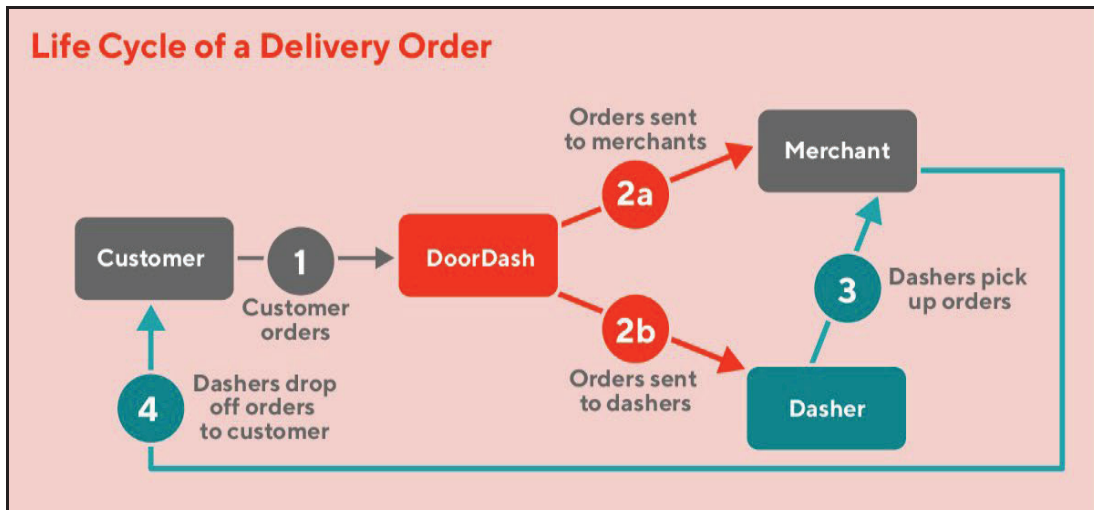 Life Cycle of a Delivery Order
Orders sent
to merchants
Merchant
2a
Customer
1
DoorDash
Customer
orders
3
Dashers pick
up orders
2b
Orders sent
to dashers
Dasher
4
Dashers drop
off orders
to customer